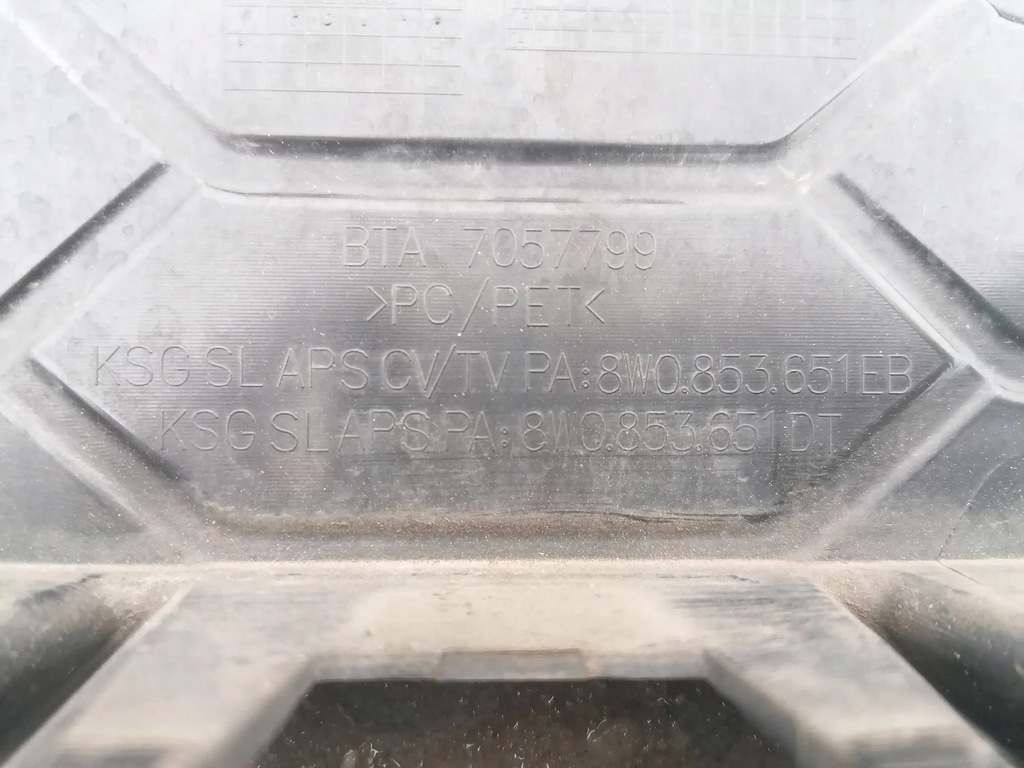 BTA 7057799
>PC/PET<
KSG SL APS CV/TV PA:8W0.853.651EB
KSG SL APS PA:8W0.853.651DT